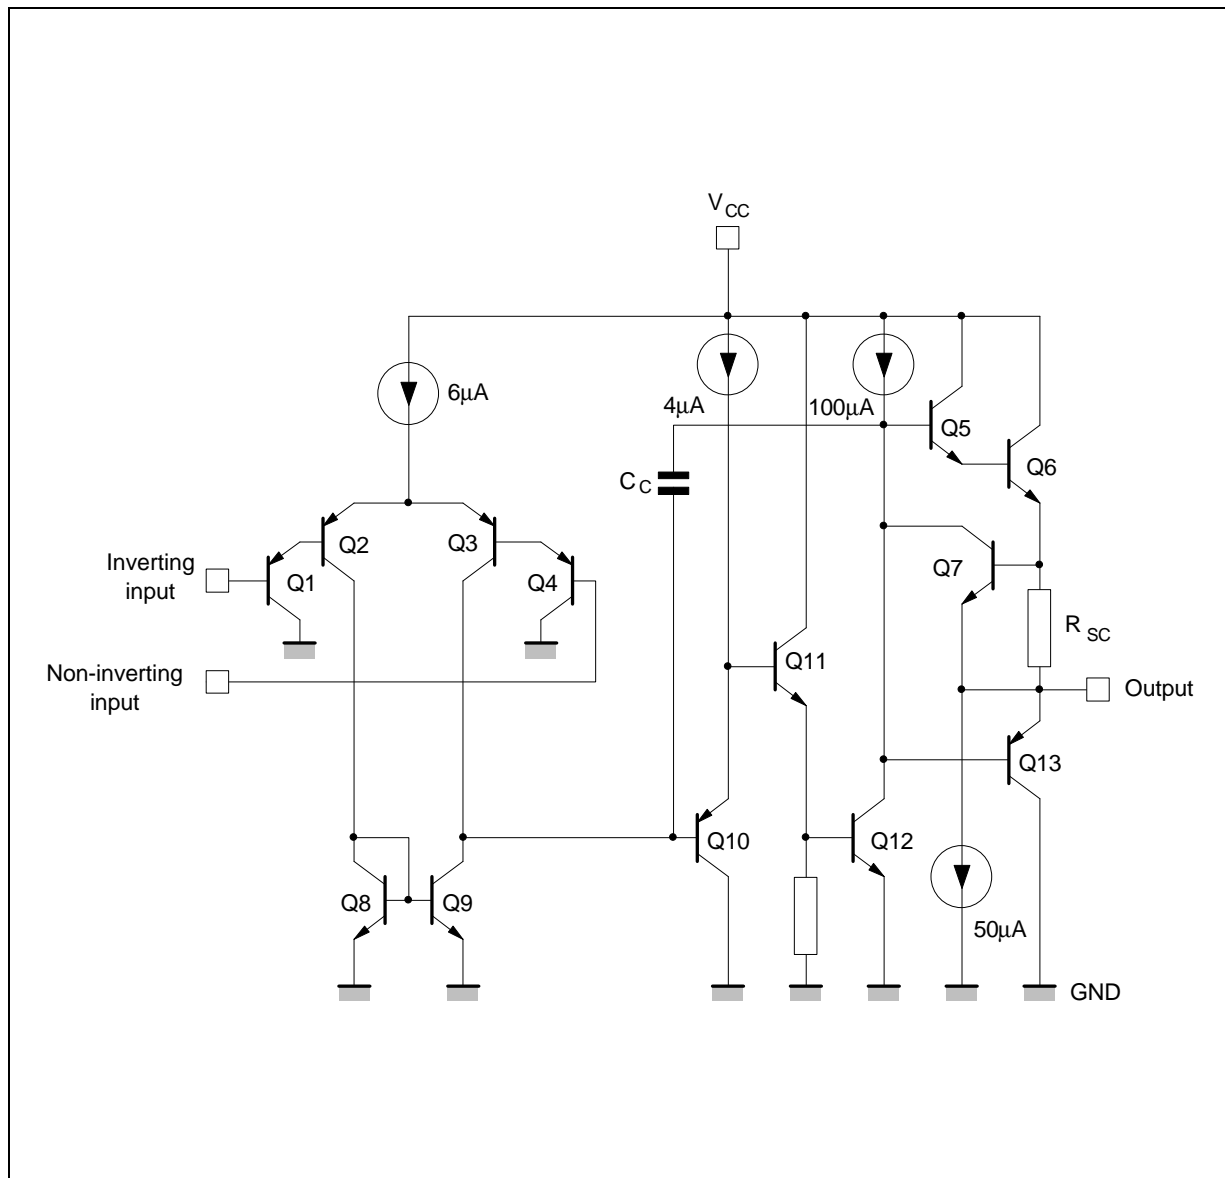 VCC
6μA
4μA
100μA
Q5
Q6
CC
Q2
Q3
Q7
Inverting
input
Q1
Q4
RSC
Non-inverting
input
Q11
Output
Q13
Q10
Q12
Q8
Q9
50μA
GND